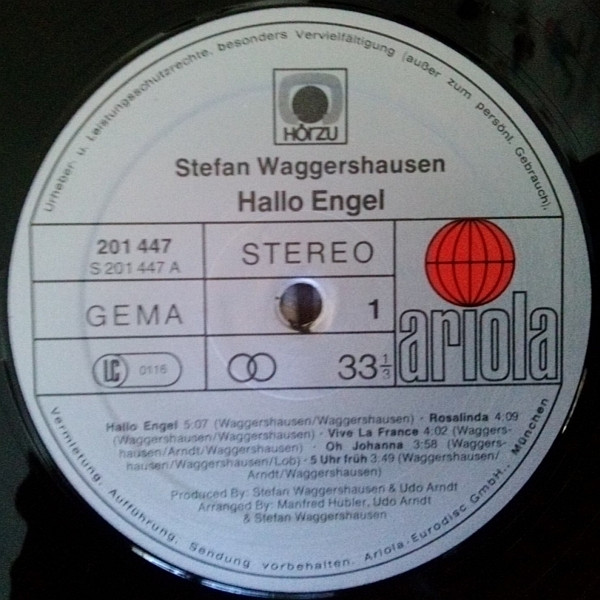 Urheber u. Leistungsschutzrechte, besonders Vervielfältigung (außer zum persönl. Gebrauch),
HÖRZU
Stefan Waggershausen
Hallo Engel
201 447
S 201 447 A
STEREO
GEMA
1
LC 0116
33 1/3
ariola
Hallo Engel 5:07 (Waggershausen/Waggershausen) · Rosalinda 4:09
(Waggershausen/Waggershausen) · Vive La France 4:02 (Waggers-
hausen/Arndt/Waggershausen) · Oh Johanna 3:58 (Waggers-
hausen/Waggershausen/Lob) · 5 Uhr früh 3:49 (Waggershausen/
Arndt/Waggershausen)
Produced By: Stefan Waggershausen & Udo Arndt
Arranged By: Manfred Hubler, Udo Arndt
& Stefan Waggershausen
Vermietung, Aufführung, Sendung vorbehalten. Ariola-Eurodisc GmbH., München